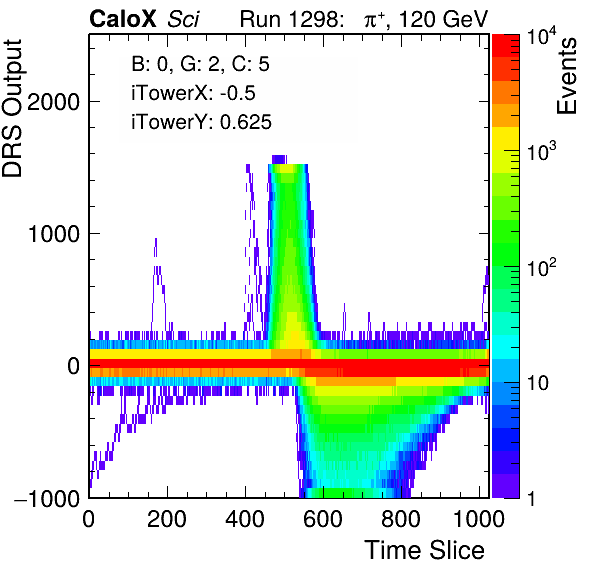 CaloX Sci Run 1298: π⁺, 120 GeV
B: 0, G: 2, C: 5
iTowerX: -0.5
iTowerY: 0.625
DRS Output
2000
1000
0
−1000
0 200 400 600 800 1000
Time Slice
Events
10⁴
10³
10²
10
1